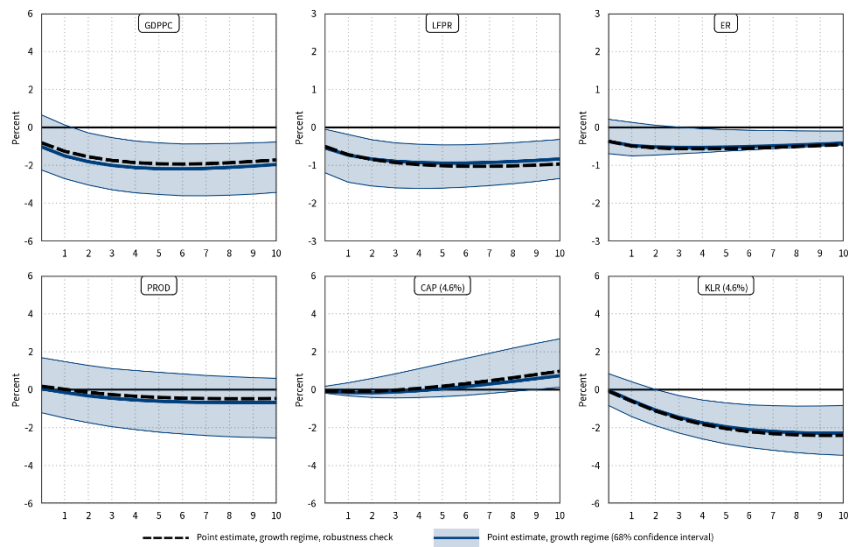 GDPPC
LFPR
ER
Percent
6
4
2
0
-2
-4
-6
1 2 3 4 5 6 7 8 9 10
Percent
3
2
1
0
-1
2
3
1 2 3 4 5 6 7 8 9 10
Percent
3
2
1
0
1
2
3
1 2 3 4 5 6 7 8 9 10
PROD
CAP (4.6%)
KLR (4.6%)
Percent
6
4
2
0
-2
-4
-6
1 2 3 4 5 6 7 8 9 10
Percent
6
4
2
0
-2
-4
-6
1 2 3 4 5 6 7 8 9 10
Percent
6
4
2
0
-2
-4
-6
1 2 3 4 5 6 7 8 9 10
Point estimate, growth regime, robustness check
Point estimate, growth regime (68% confidence interval)